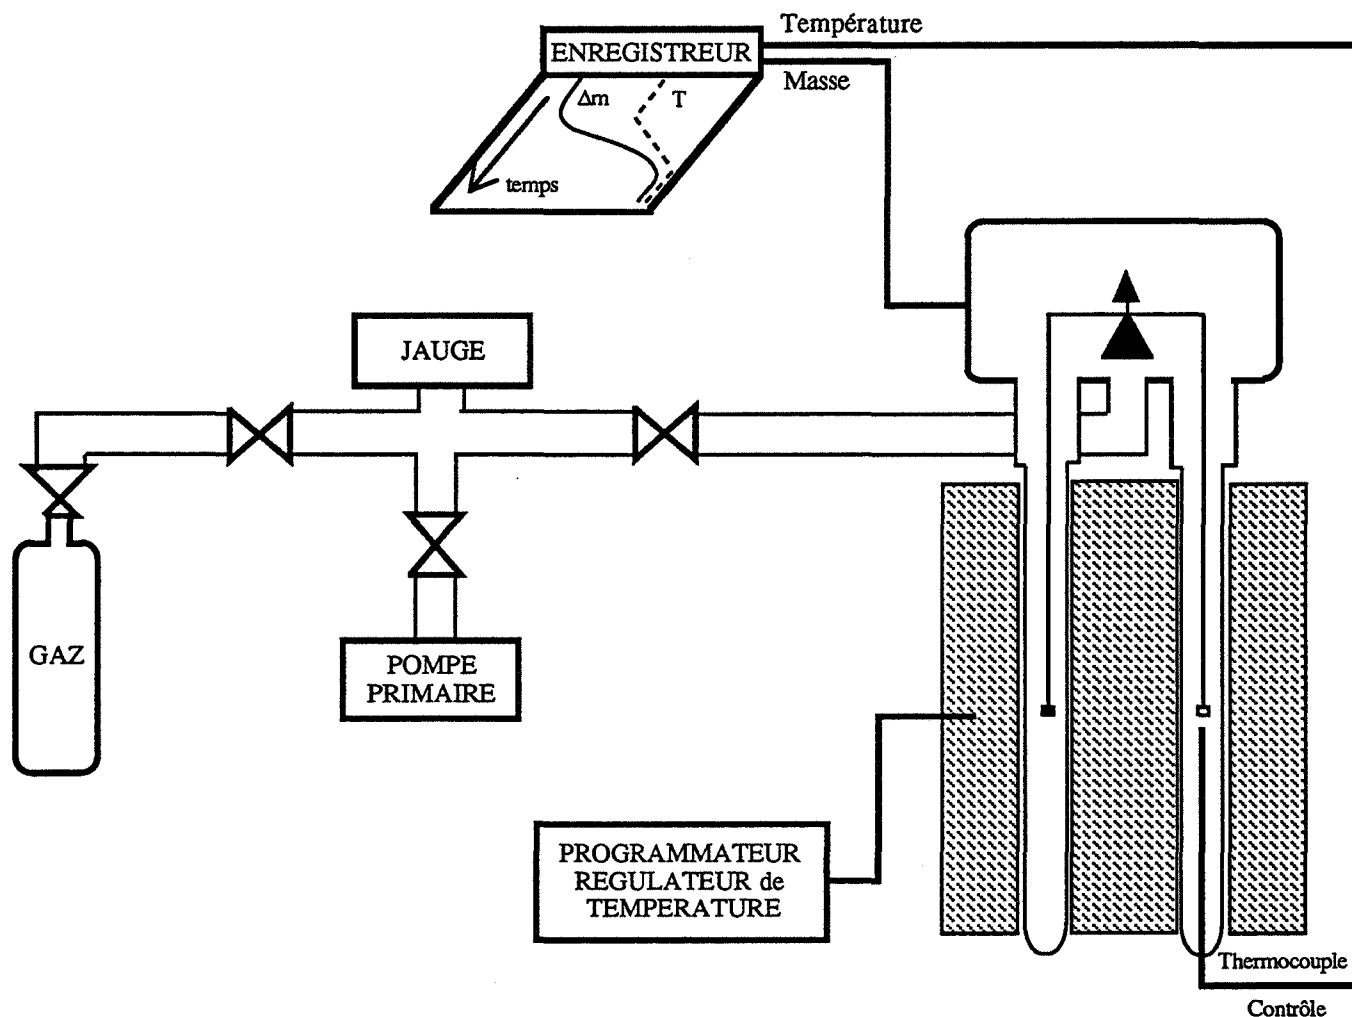 Température
ENREGISTREUR
Masse
Δm
T
temps
JAUGE
GAZ
POMPE
PRIMAIRE
PROGRAMMATEUR
REGULATEUR de
TEMPERATURE
Thermocouple
Contrôle